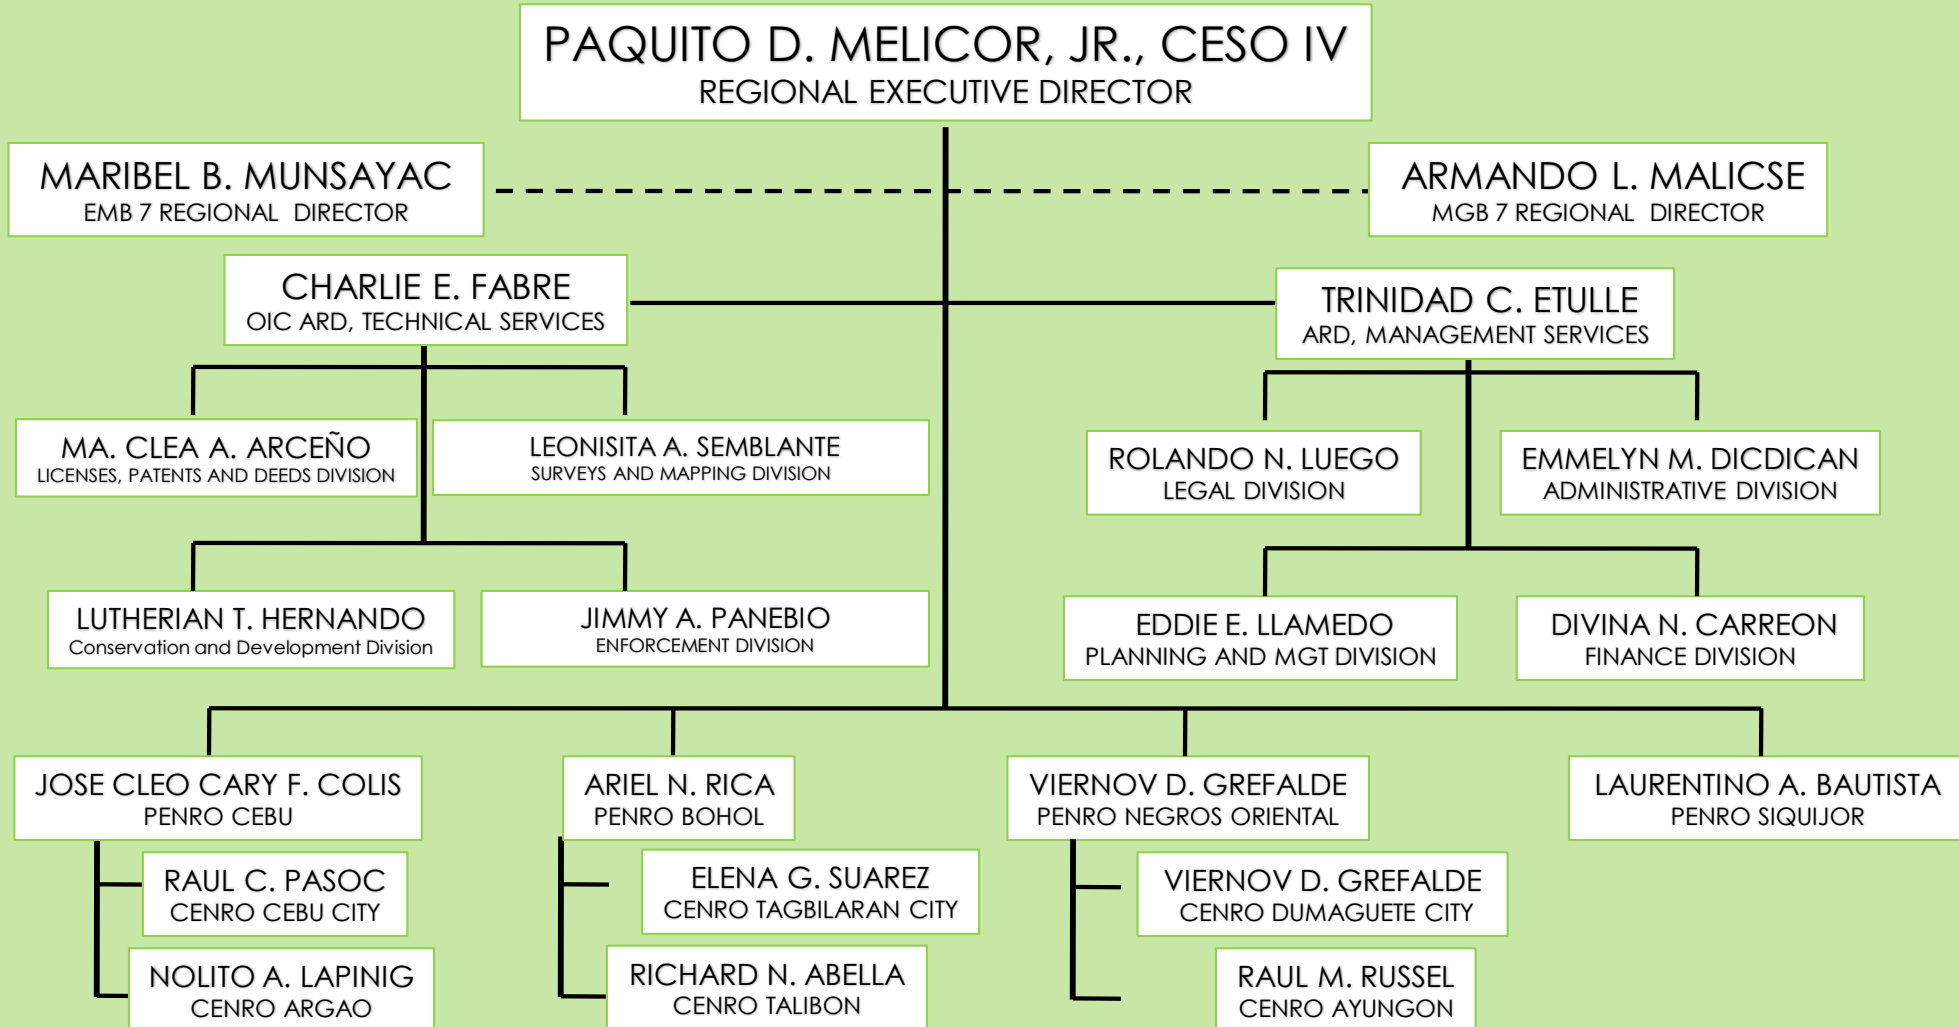 PAQUITO D. MELICOR, JR., CESO IV
REGIONAL EXECUTIVE DIRECTOR
MARIBEL B. MUNSAYAC
EMB 7 REGIONAL DIRECTOR
ARMANDO L. MALICSE
MGB 7 REGIONAL DIRECTOR
CHARLIE E. FABRE
OIC ARD, TECHNICAL SERVICES
TRINIDAD C. ETULLE
ARD, MANAGEMENT SERVICES
MA. CLEA A. ARCEÑO
LICENSES, PATENTS AND DEEDS DIVISION
LEONISITA A. SEMBLANTE
SURVEYS AND MAPPING DIVISION
ROLANDO N. LUEGO
LEGAL DIVISION
EMMELYN M. DICDICAN
ADMINISTRATIVE DIVISION
LUTHERIAN T. HERNANDO
Conservation and Development Division
JIMMY A. PANEBIO
ENFORCEMENT DIVISION
EDDIE E. LLAMEDO
PLANNING AND MGT DIVISION
DIVINA N. CARREON
FINANCE DIVISION
JOSE CLEO CARY F. COLIS
PENRO CEBU
ARIEL N. RICA
PENRO BOHOL
VIERNOV D. GREFALDE
PENRO NEGROS ORIENTAL
LAURENTINO A. BAUTISTA
PENRO SIQUIJOR
RAUL C. PASOC
CENRO CEBU CITY
ELENA G. SUAREZ
CENRO TAGBILARAN CITY
VIERNOV D. GREFALDE
CENRO DUMAGUETE CITY
NOLITO A. LAPINIG
CENRO ARGAO
RICHARD N. ABELLA
CENRO TALIBON
RAUL M. RUSSEL
CENRO AYUNGON